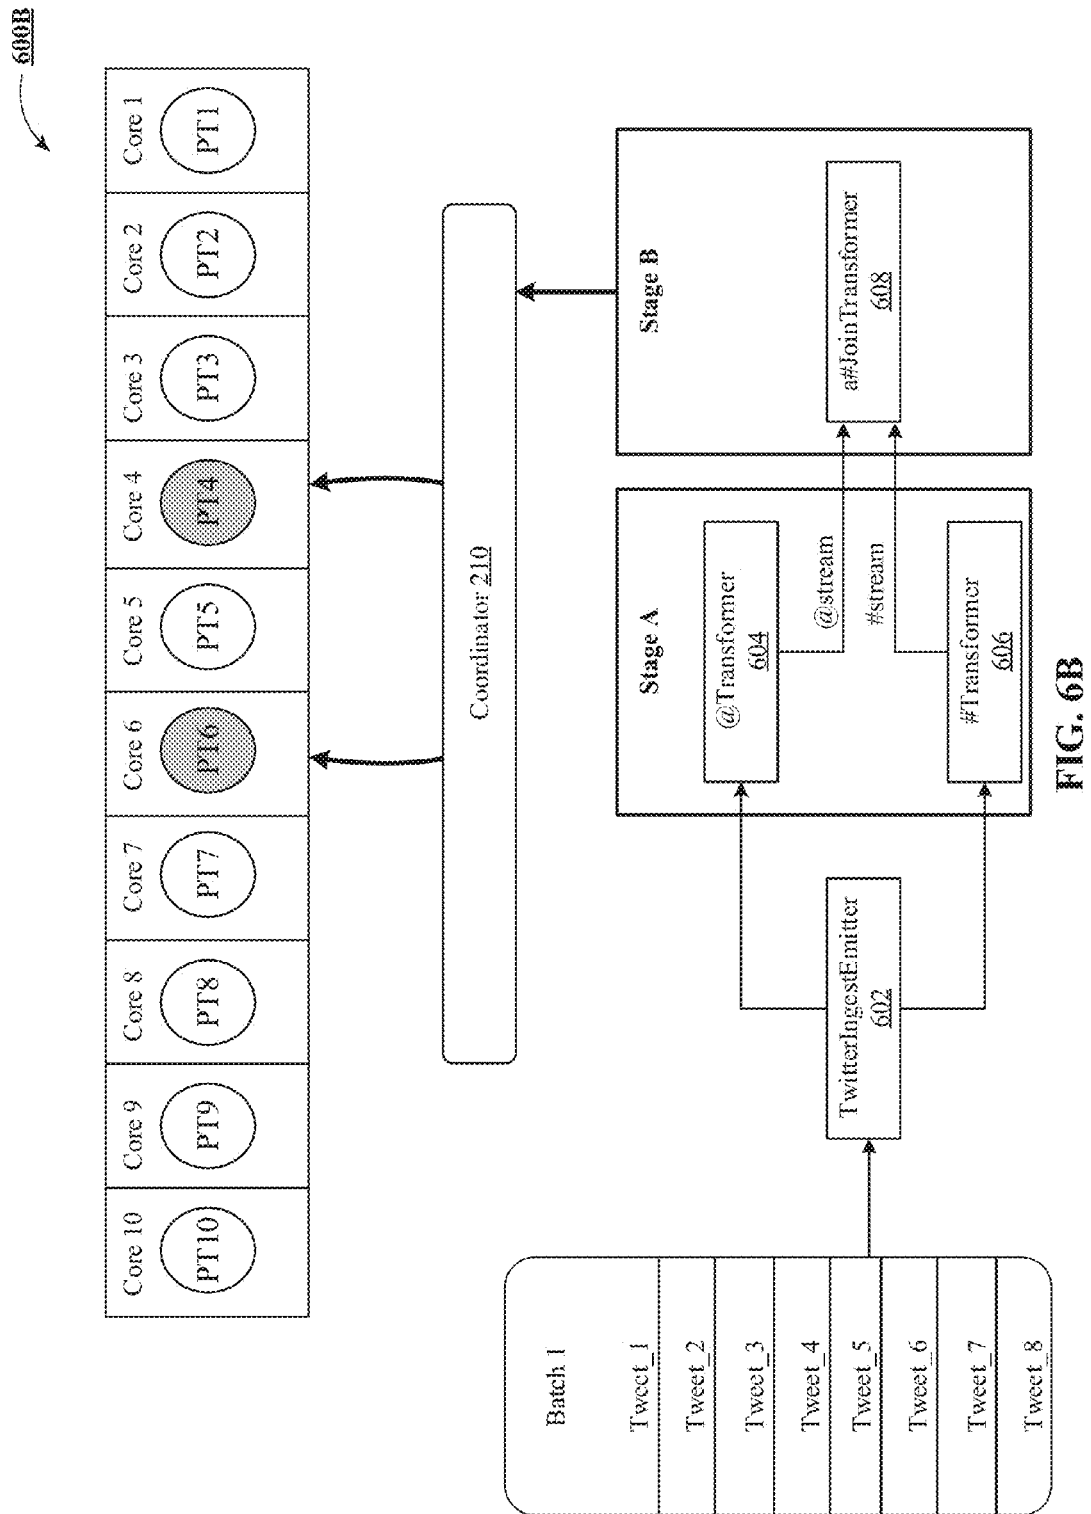 600B
Core 10
Core 9
Core 8
Core 7
Core 6
Core 5
Core 4
Core 3
Core 2
Core 1
PT10
PT9
PT8
PT7
PT6
PT5
PT4
PT3
PT2
PT1
Coordinator 210
Batch 1
Tweet_1
Tweet_2
Tweet_3
Tweet_4
Tweet_5
Tweet_6
Tweet_7
Tweet_8
TwitterIngestEmitter
602
Stage A
@Transformer
604
@stream
#stream
#Transformer
606
Stage B
a#JoinTransformer
608
FIG. 6B